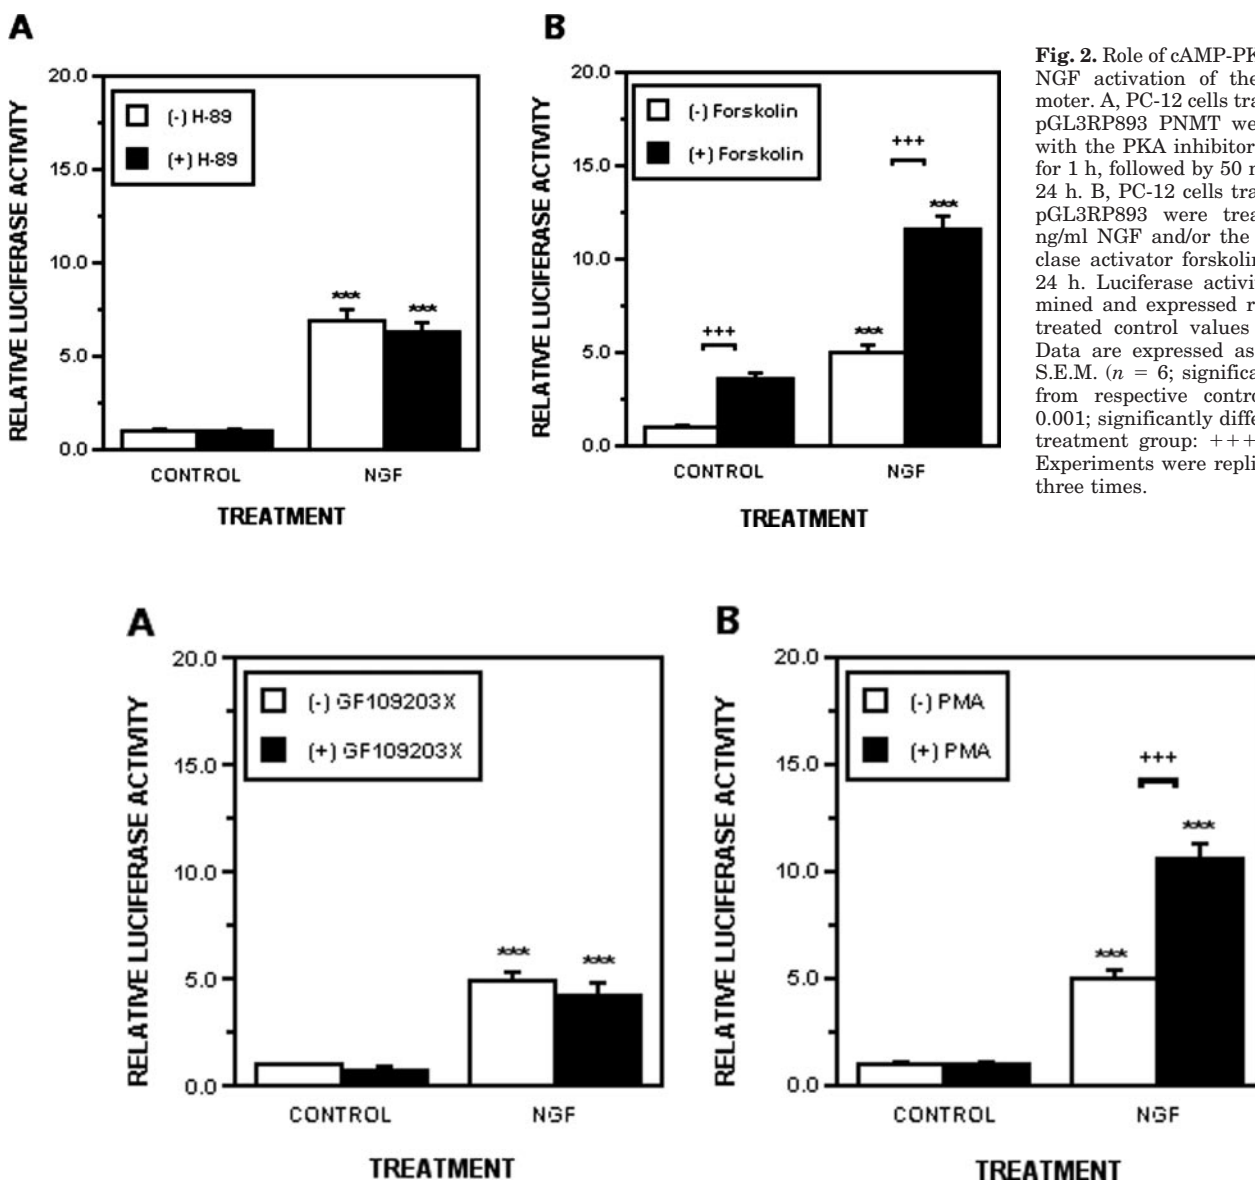 A
20.0
15.0
10.0
5.0
0.0
RELATIVE LUCIFERASE ACTIVITY
(-) H-89
(+) H-89
***
***
CONTROL
NGF
TREATMENT
B
20.0
15.0
10.0
5.0
0.0
RELATIVE LUCIFERASE ACTIVITY
(-) Forskolin
(+) Forskolin
+++
+++
***
***
CONTROL
NGF
TREATMENT
Fig. 2. Role of cAMP-PK
NGF activation of the
moter. A, PC-12 cells tra
pGL3RP893 PNMT we
with the PKA inhibitor
for 1 h, followed by 50 n
24 h. B, PC-12 cells tra
pGL3RP893 were trea
ng/ml NGF and/or the
clase activator forskolin
24 h. Luciferase activi
mined and expressed r
treated control values
Data are expressed as
S.E.M. (n = 6; significa
from respective contro
0.001; significantly diffe
treatment group: +++
Experiments were repli
three times.
A
20.0
15.0
10.0
5.0
0.0
RELATIVE LUCIFERASE ACTIVITY
(-) GF109203X
(+) GF109203X
***
***
CONTROL
NGF
TREATMENT
B
20.0
15.0
10.0
5.0
0.0
RELATIVE LUCIFERASE ACTIVITY
(-) PMA
(+) PMA
+++
***
***
CONTROL
NGF
TREATMENT